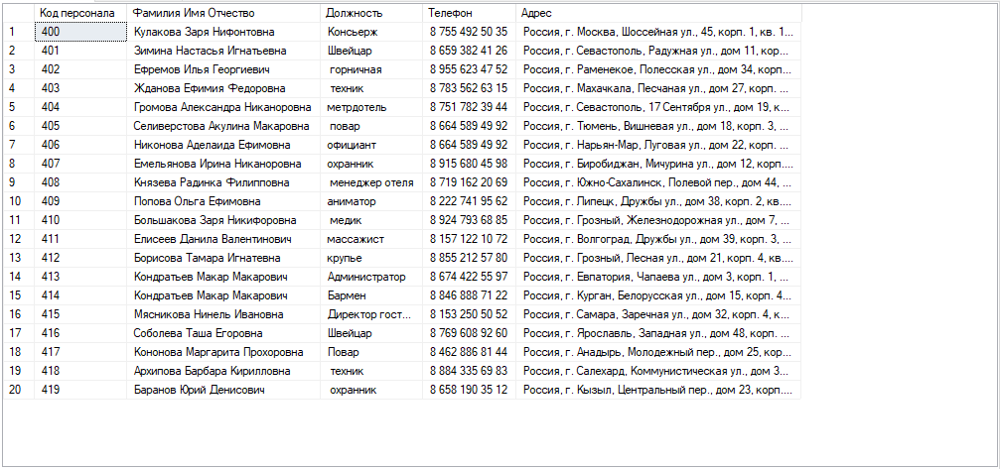 Код персонала Фамилия Имя Отчество Должность Телефон Адрес
1 400 Кулакова Заря Нифонтовна Консьерж 8 755 492 50 35 Россия, г. Москва, Шоссейная ул., 45, корп. 1, кв. 1...
2 401 Зимина Настасья Игнатьевна Швейцар 8 659 382 41 26 Россия, г. Севастополь, Радужная ул., дом 11, кор...
3 402 Ефремов Илья Георгиевич горничная 8 955 623 47 52 Россия, г. Раменекое, Полесская ул., дом 34, корп...
4 403 Жданова Ефимия Федоровна техник 8 783 562 63 15 Россия, г. Махачкала, Песчаная ул., дом 27, корп. ...
5 404 Громова Александра Никаноровна метрдотель 8 751 782 39 44 Россия, г. Севастополь, 17 Сентября ул., дом 19, к...
6 405 Селиверстова Акулина Макаровна повар 8 664 589 49 92 Россия, г. Тюмень, Вишневая ул., дом 18, корп. 3, ...
7 406 Никонова Аделаида Ефимовна официант 8 664 589 49 92 Россия, г. Нарьян-Мар, Луговая ул., дом 22, корп. ...
8 407 Емельянова Ирина Никаноровна охранник 8 915 680 45 98 Россия, г. Биробиджан, Мичурина ул., дом 12, корп....
9 408 Князева Радинка Филипповна менеджер отеля 8 719 162 20 69 Россия, г. Южно-Сахалинск, Полевой пер., дом 44, ...
10 409 Попова Ольга Ефимовна аниматор 8 222 741 95 62 Россия, г. Липецк, Дружбы ул., дом 38, корп. 2, кв....
11 410 Большакова Заря Никифоровна медик 8 924 793 68 85 Россия, г. Грозный, Железнодорожная ул., дом 7, ...
12 411 Елисеев Данила Валентинович массажист 8 157 122 10 72 Россия, г. Волгоград, Дружбы ул., дом 39, корп. 3, ...
13 412 Борисова Тамара Игнатевна крупье 8 855 212 57 80 Россия, г. Грозный, Лесная ул., дом 21, корп. 4, кв....
14 413 Кондратьев Макар Макарович Администратор 8 674 422 55 97 Россия, г. Евпатория, Чапаева ул., дом 3, корп. 1, ...
15 414 Кондратьев Макар Макарович Бармен 8 846 888 71 22 Россия, г. Курган, Белорусская ул., дом 15, корп. 4...
16 415 Мясникова Нинель Ивановна Директор гост... 8 153 250 50 52 Россия, г. Самара, Заречная ул., дом 32, корп. 4, к...
17 416 Соболева Таша Егоровна Швейцар 8 769 608 92 60 Россия, г. Ярославль, Западная ул., дом 48, корп. ...
18 417 Кононова Маргарита Прохоровна Повар 8 462 886 81 44 Россия, г. Анадырь, Молодежный пер., дом 25, кор...
19 418 Архипова Барбара Кирилловна техник 8 884 335 69 83 Россия, г. Салехард, Коммунистическая ул., дом 3...
20 419 Баранов Юрий Денисович охранник 8 658 190 35 12 Россия, г. Кызыл, Центральный пер., дом 23, корп....